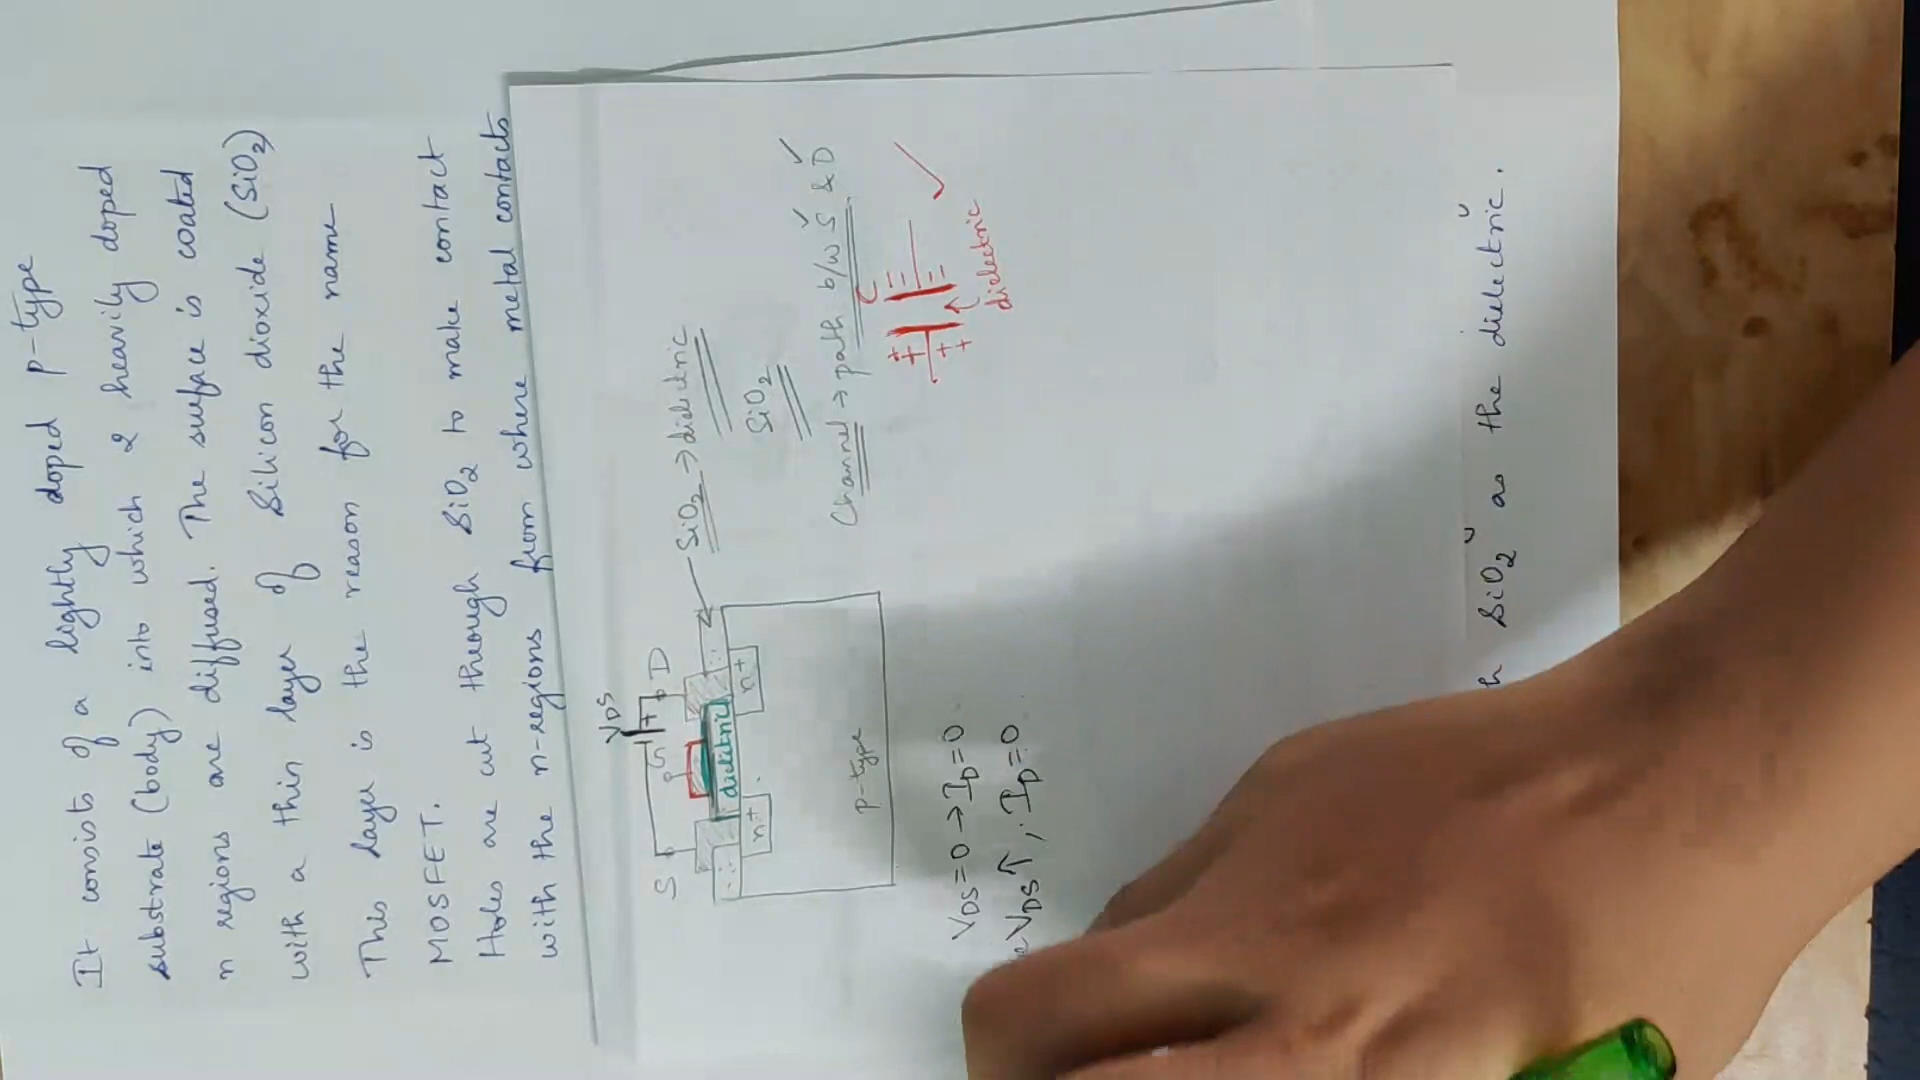 It consists of a lightly doped p-type
substrate (body) into which 2 heavily doped
n regions are diffused. The surface is coated
with a thin layer of Silicon dioxide (SiO2)
This layer is the reason for the name
MOSFET.
Holes are cut through SiO2 to make contact
with the n-regions from where metal contacts
VDS
S
G
D
+
SiO2 → dielectric
SiO2
dielctric
n+
n+
p-type
Channel → path b/w S & D
C
++
++
dielectric
VDS=0 → ID=0
VDS↑, ID=0
SiO2 as the dielectric.